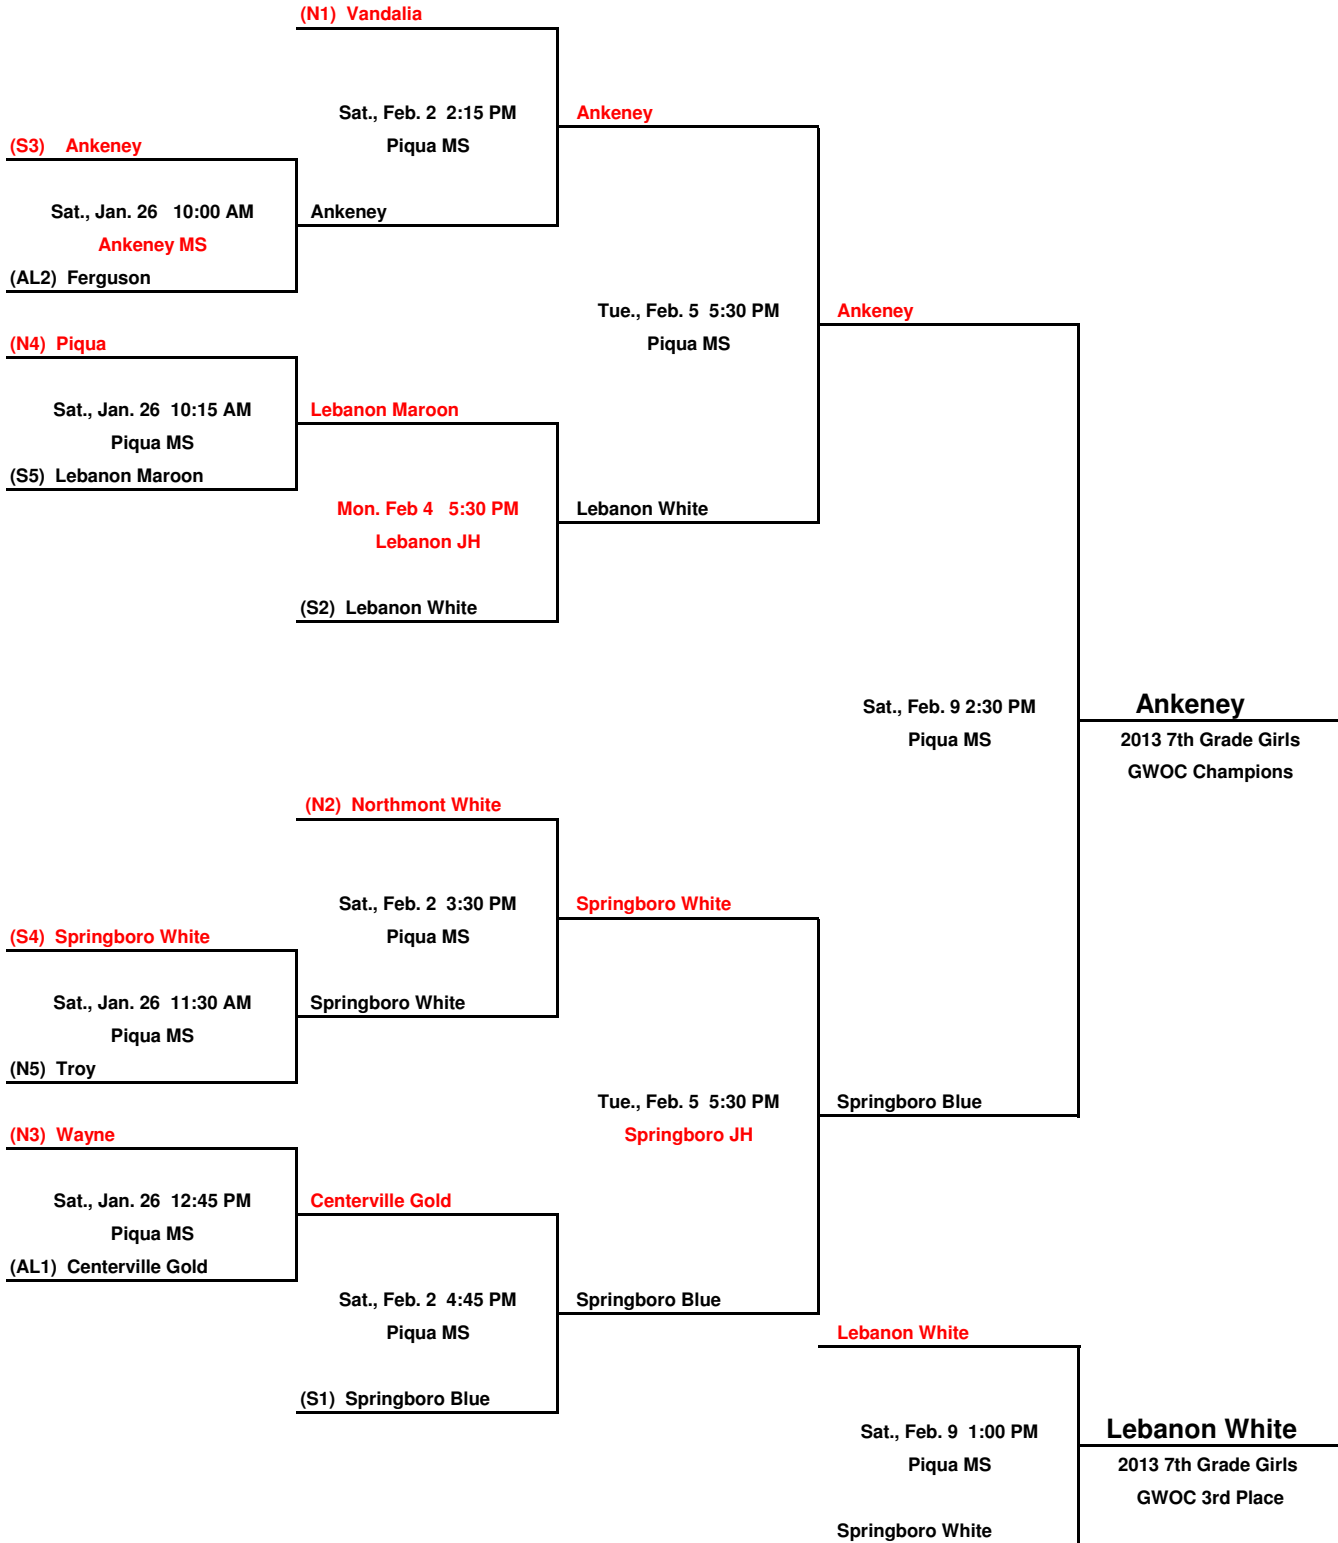 (N1) Vandalia
Sat., Feb. 2 2:15 PM
Ankeney
(S3) Ankeney
Piqua MS
Sat., Jan. 26 10:00 AM
Ankeney
Ankeney MS
(AL2) Ferguson
Tue., Feb. 5 5:30 PM
Ankeney
(N4) Piqua
Piqua MS
Sat., Jan. 26 10:15 AM
Lebanon Maroon
Piqua MS
(S5) Lebanon Maroon
Mon. Feb 4 5:30 PM
Lebanon White
Lebanon JH
(S2) Lebanon White
Sat., Feb. 9 2:30 PM
Ankeney
Piqua MS
2013 7th Grade Girls
GWOC Champions
(N2) Northmont White
Sat., Feb. 2 3:30 PM
Springboro White
(S4) Springboro White
Piqua MS
Sat., Jan. 26 11:30 AM
Springboro White
Piqua MS
(N5) Troy
Tue., Feb. 5 5:30 PM
Springboro Blue
(N3) Wayne
Springboro JH
Sat., Jan. 26 12:45 PM
Centerville Gold
Piqua MS
(AL1) Centerville Gold
Sat., Feb. 2 4:45 PM
Springboro Blue
Piqua MS
Lebanon White
(S1) Springboro Blue
Sat., Feb. 9 1:00 PM
Lebanon White
Piqua MS
2013 7th Grade Girls
GWOC 3rd Place
Springboro White